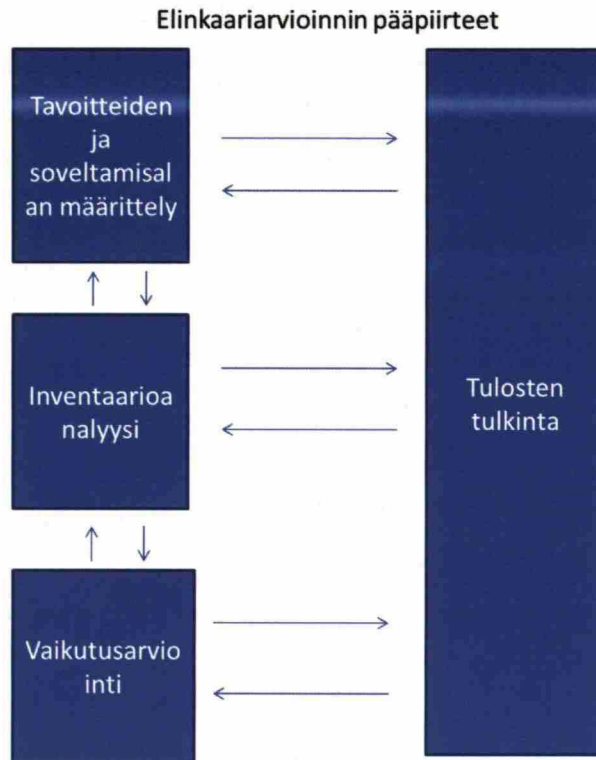 Elinkaariarvioinnin pääpiirteet
Tavoitteiden
ja
soveltamisal
an määrittely
Inventaarioa
nalyysi
Vaikutusarvio
inti
Tulosten
tulkinta